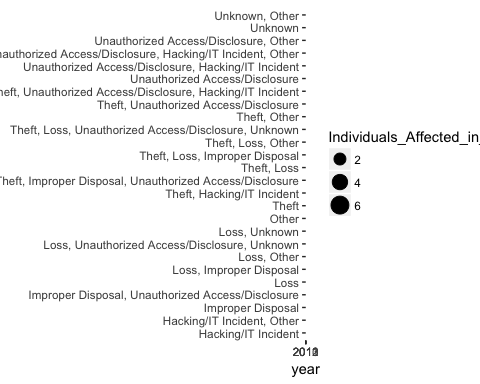 Unknown, Other
Unknown
Unauthorized Access/Disclosure, Other
Access/Disclosure, Hacking/IT Incident, Other
Unauthorized Access/Disclosure, Hacking/IT Incident
Unauthorized Access/Disclosure
Unauthorized Access/Disclosure, Hacking/IT Incident
Theft, Unauthorized Access/Disclosure
Theft, Other
Theft, Loss, Unauthorized Access/Disclosure, Unknown
Theft, Loss, Other
Theft, Loss, Improper Disposal
Theft, Loss
Theft, Improper Disposal, Unauthorized Access/Disclosure
Theft, Hacking/IT Incident
Theft
Other
Loss, Unknown
Loss, Unauthorized Access/Disclosure, Unknown
Loss, Other
Loss, Improper Disposal
Loss
Improper Disposal, Unauthorized Access/Disclosure
Improper Disposal
Hacking/IT Incident, Other
Hacking/IT Incident
year
Individuals_Affected_in
2
4
6